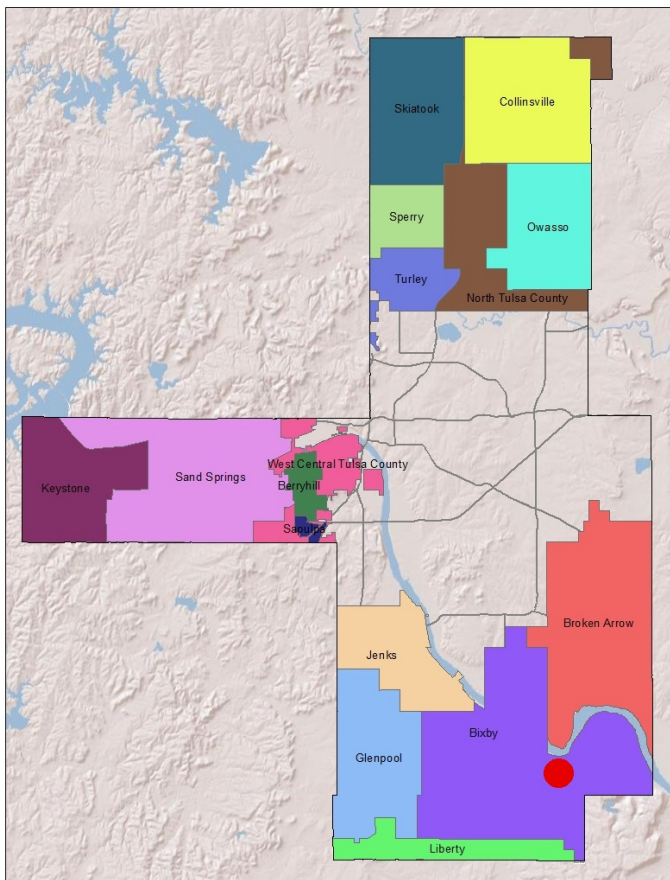 Skiatook
Collinsville
Sperry
Owasso
Turley
North Tulsa County
West Central Tulsa County
Sand Springs
Berryhill
Keystone
Sapulpa
Broken Arrow
Jenks
Bixby
Glenpool
Liberty